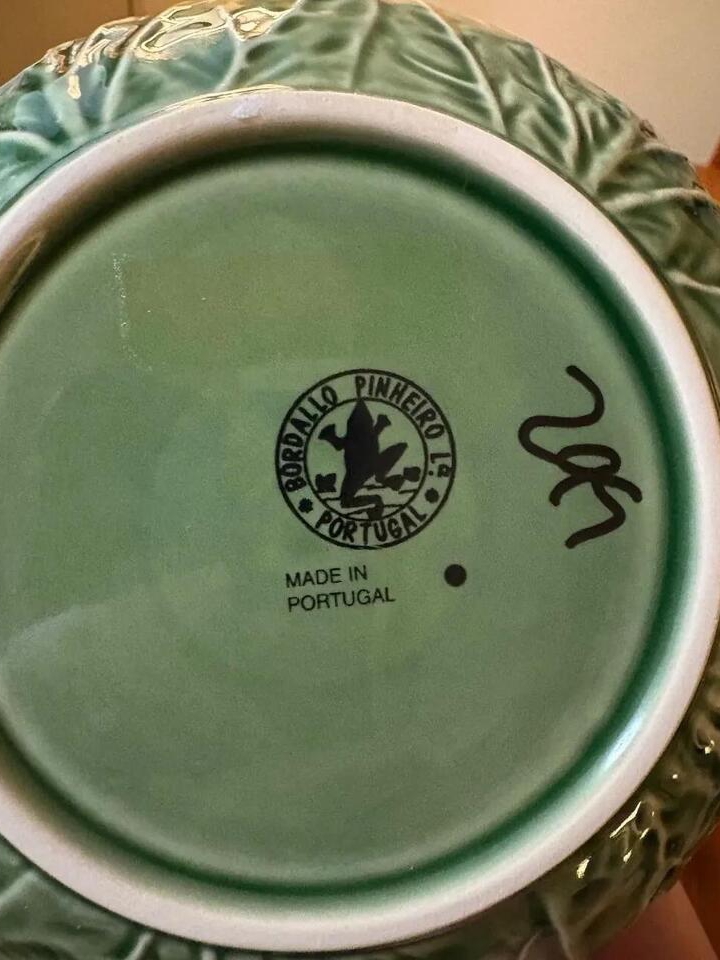 BORDALLO PINHEIRO Lª.
PORTUGAL
MADE IN
PORTUGAL